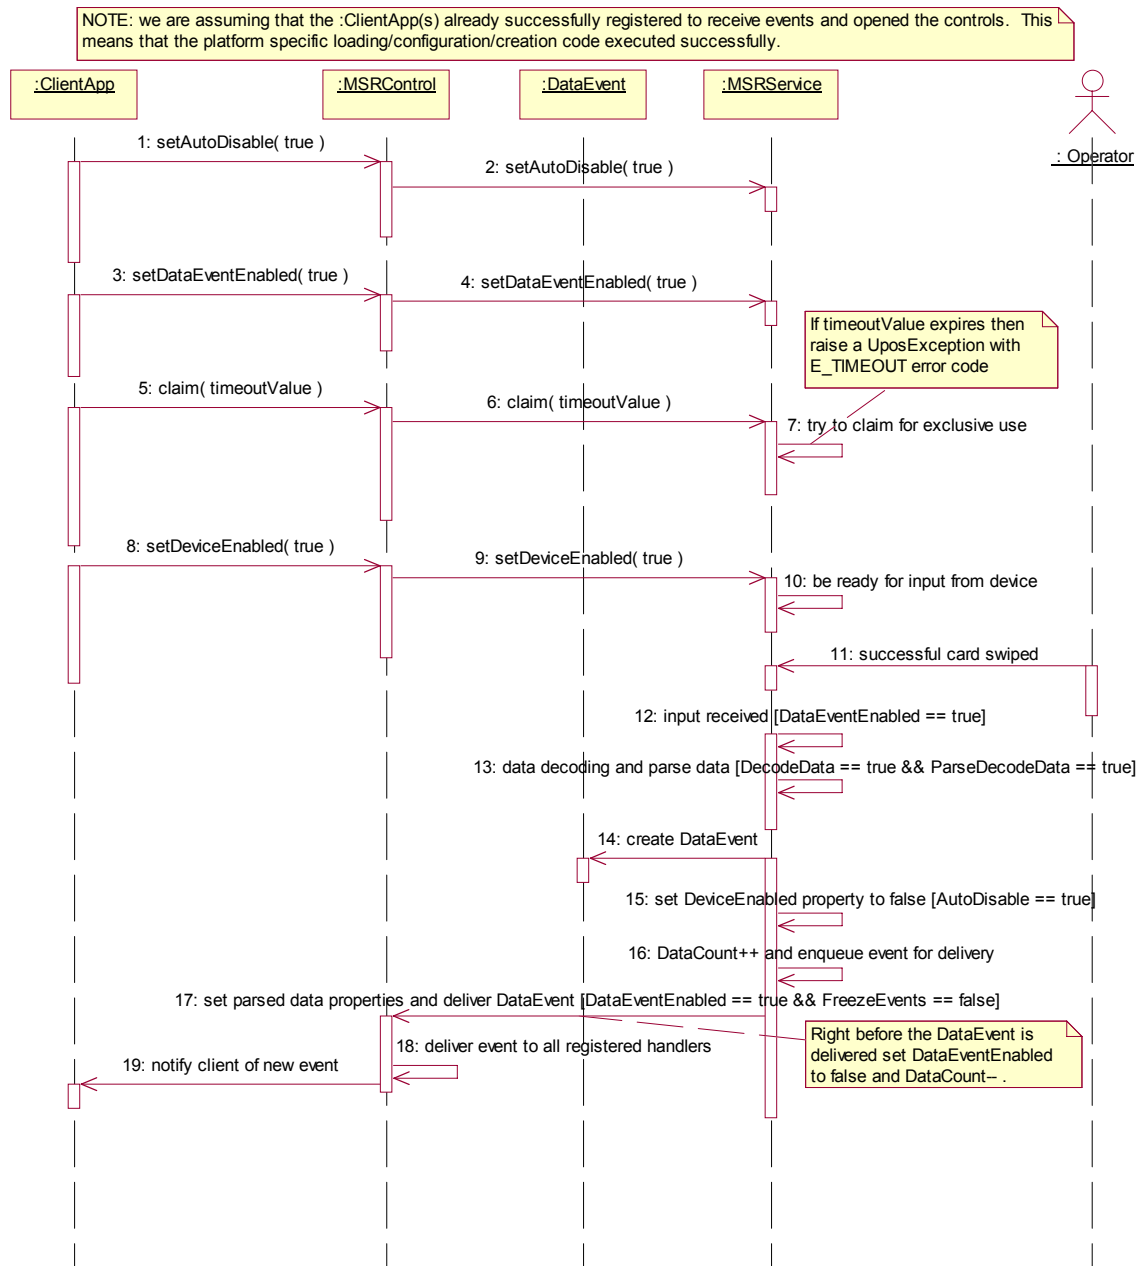 NOTE: we are assuming that the :ClientApp(s) already successfully registered to receive events and opened the controls. This
means that the platform specific loading/configuration/creation code executed successfully.
:ClientApp
:MSRControl
:DataEvent
:MSRService
: Operator
1: setAutoDisable( true )
2: setAutoDisable( true )
3: setDataEventEnabled( true )
4: setDataEventEnabled( true )
If timeoutValue expires then
raise a UposException with
E_TIMEOUT error code
5: claim( timeoutValue )
6: claim( timeoutValue )
7: try to claim for exclusive use
8: setDeviceEnabled( true )
9: setDeviceEnabled( true )
10: be ready for input from device
11: successful card swiped
12: input received [DataEventEnabled == true]
13: data decoding and parse data [DecodeData == true && ParseDecodeData == true]
14: create DataEvent
15: set DeviceEnabled property to false [AutoDisable == true]
16: DataCount++ and enqueue event for delivery
17: set parsed data properties and deliver DataEvent [DataEventEnabled == true && FreezeEvents == false]
Right before the DataEvent is
delivered set DataEventEnabled
to false and DataCount-- .
18: deliver event to all registered handlers
19: notify client of new event